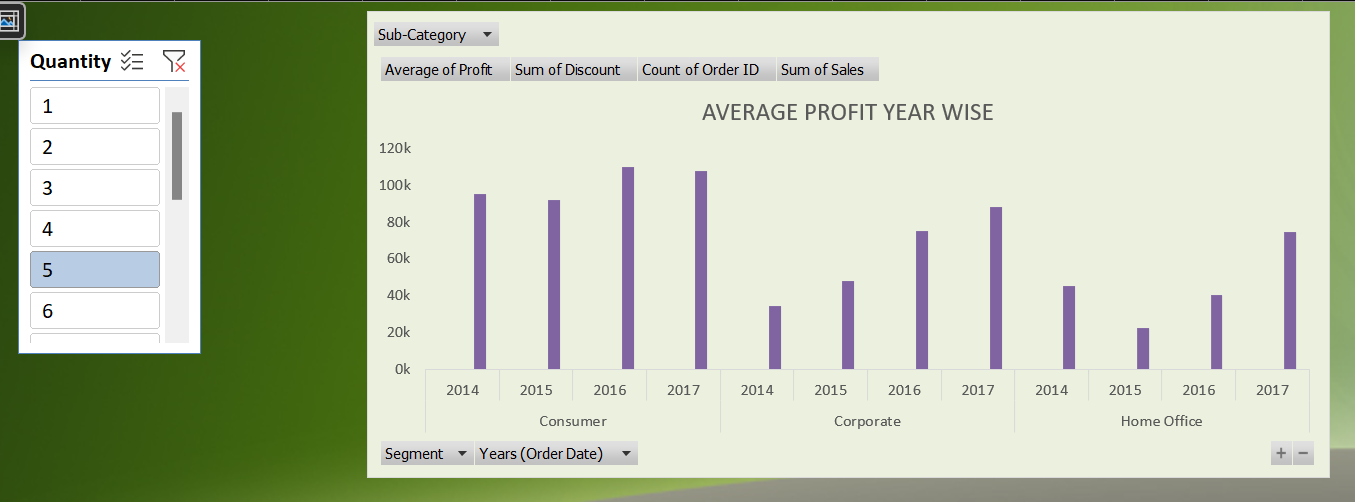 Quantity
1
2
3
4
5
6
Sub-Category
Average of Profit Sum of Discount Count of Order ID Sum of Sales
AVERAGE PROFIT YEAR WISE
120k
100k
80k
60k
40k
20k
0k
2014 2015 2016 2017 2014 2015 2016 2017 2014 2015 2016 2017
Consumer Corporate Home Office
Segment Years (Order Date)
+ −